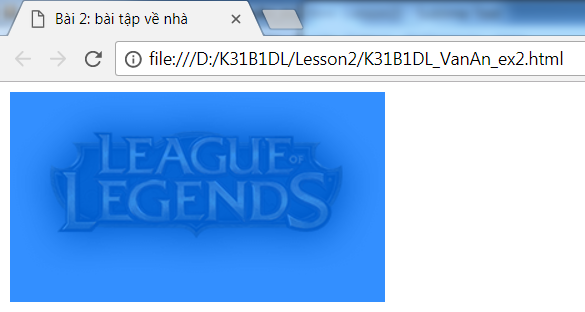 Bài 2: bài tập về nhà
file:///D:/K31B1DL/Lesson2/K31B1DL_VanAn_ex2.html
LEAGUE OF
LEGENDS